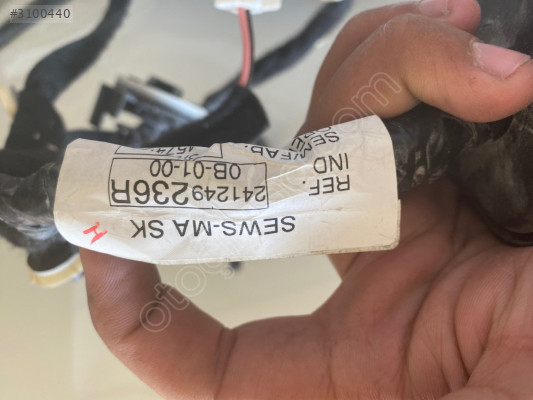 #3100440
SEWS-MA SK
REF: 241249236R
IND 0B-01-00